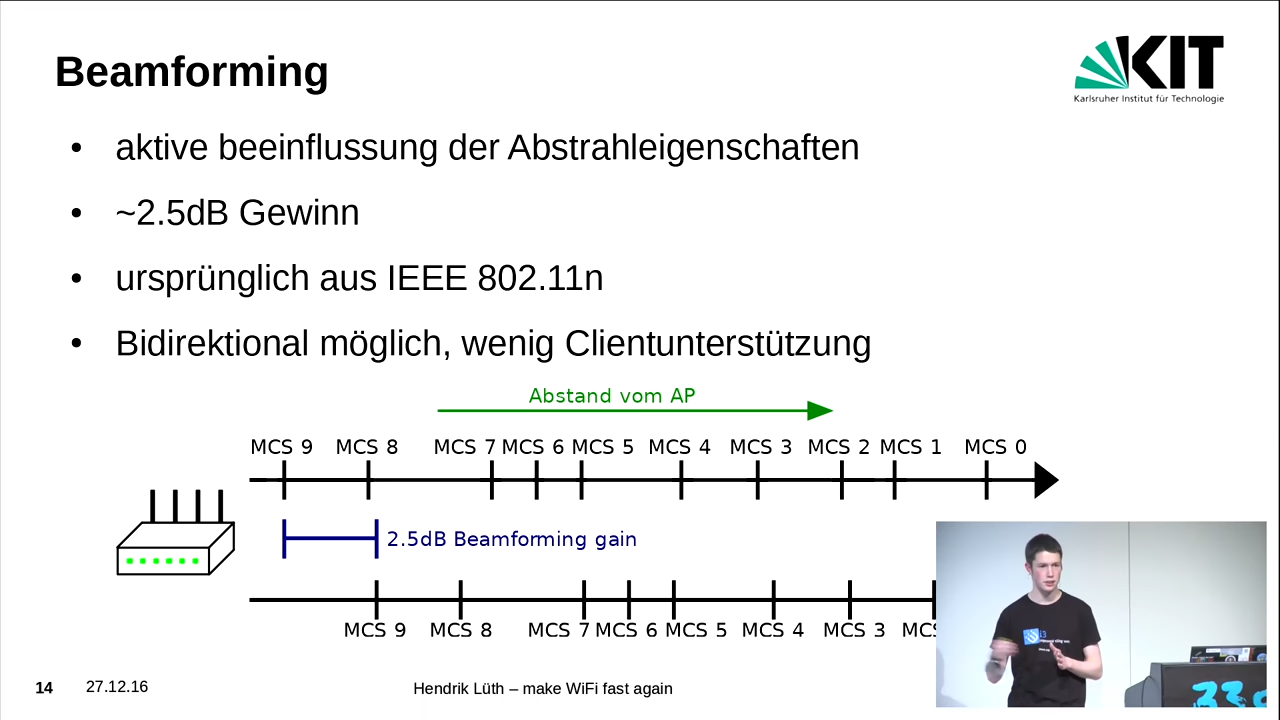 Beamforming
KIT
Karlsruher Institut für Technologie
• aktive beeinflussung der Abstrahleigenschaften
• ~2.5dB Gewinn
• ursprünglich aus IEEE 802.11n
• Bidirektional möglich, wenig Clientunterstützung
Abstand vom AP
MCS 9 MCS 8 MCS 7 MCS 6 MCS 5 MCS 4 MCS 3 MCS 2 MCS 1 MCS 0
2.5dB Beamforming gain
MCS 9 MCS 8 MCS 7 MCS 6 MCS 5 MCS 4 MCS 3
i3
14 27.12.16 Hendrik Lüth – make WiFi fast again